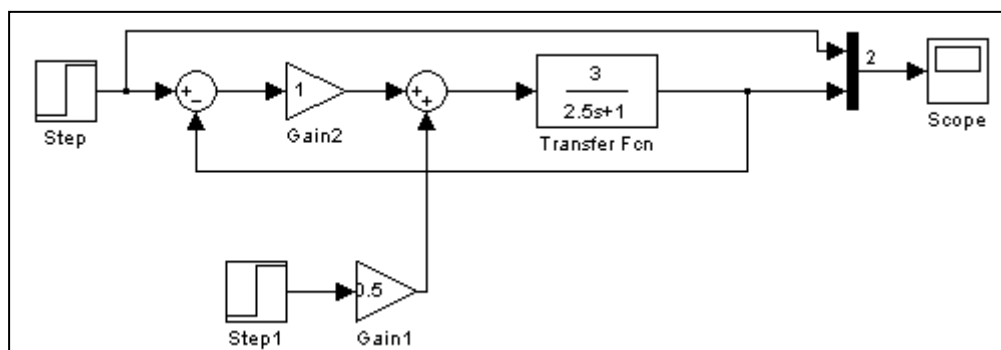 2
+
−
1
+
+
3
2.5s+1
Step
Gain2
Transfer Fcn
Scope
0.5
Step1
Gain1